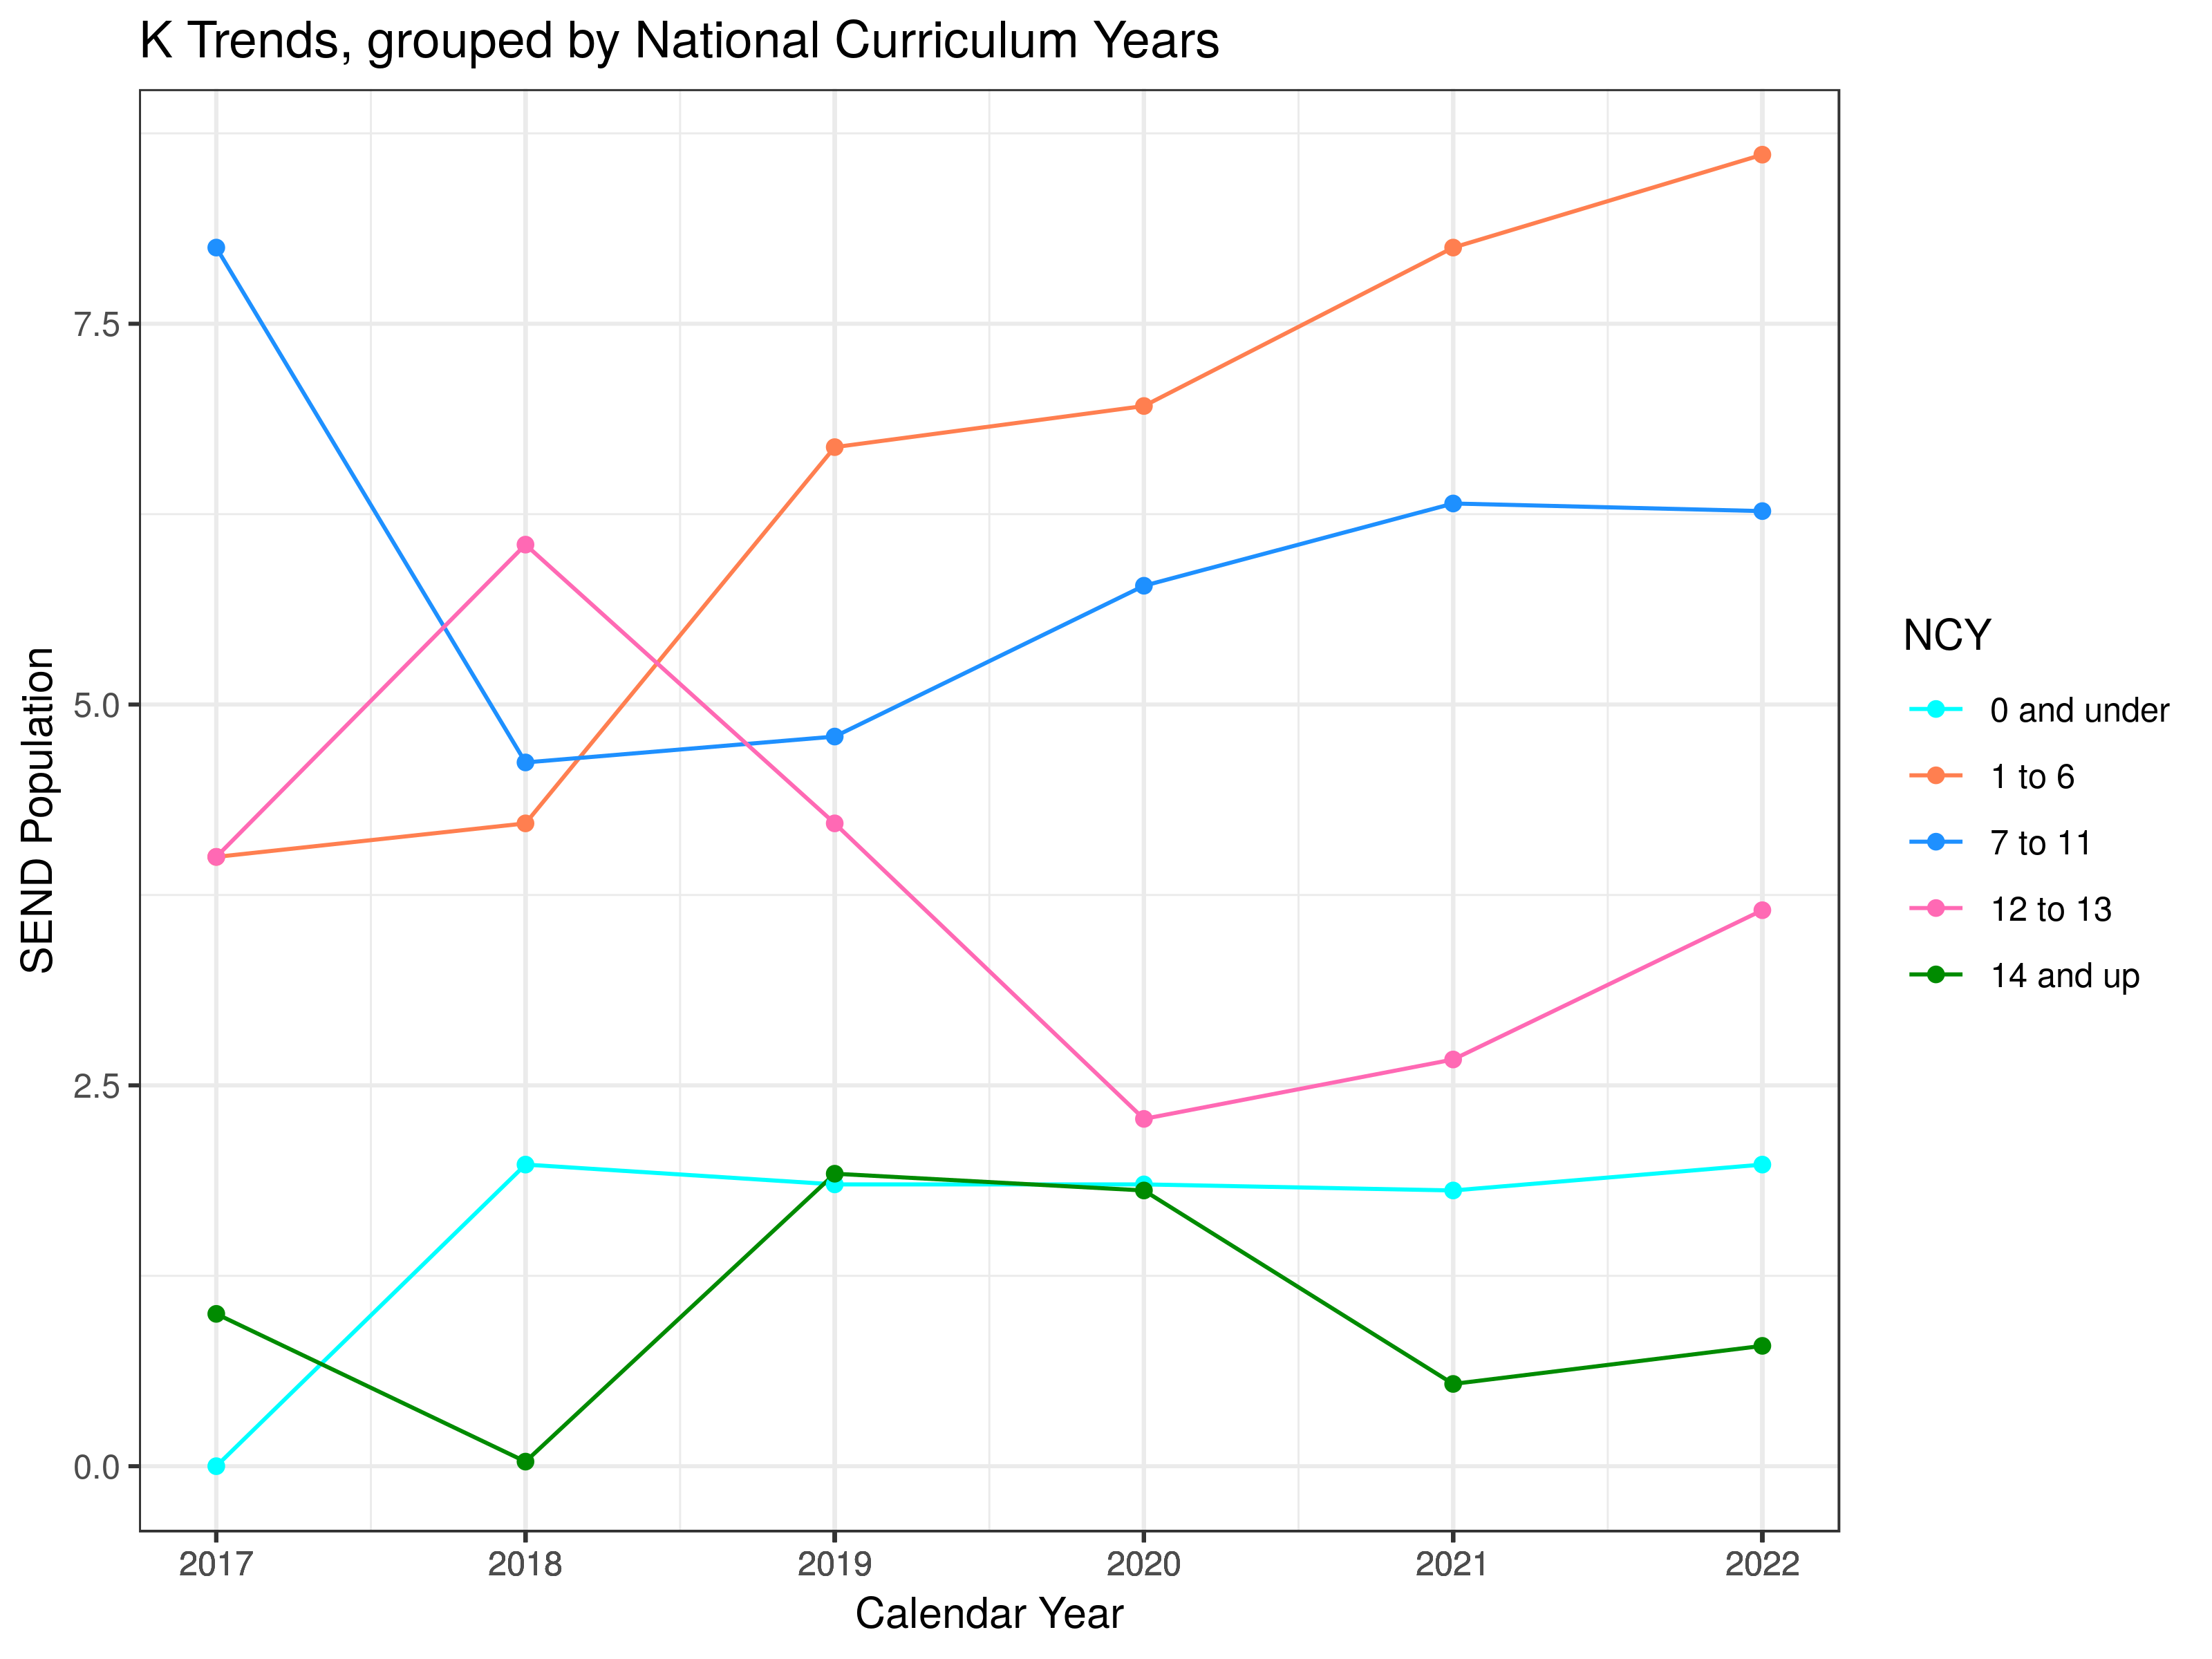 K Trends, grouped by National Curriculum Years
7.5
5.0
2.5
0.0
SEND Population
2017 2018 2019 2020 2021 2022
Calendar Year
NCY
0 and under
1 to 6
7 to 11
12 to 13
14 and up